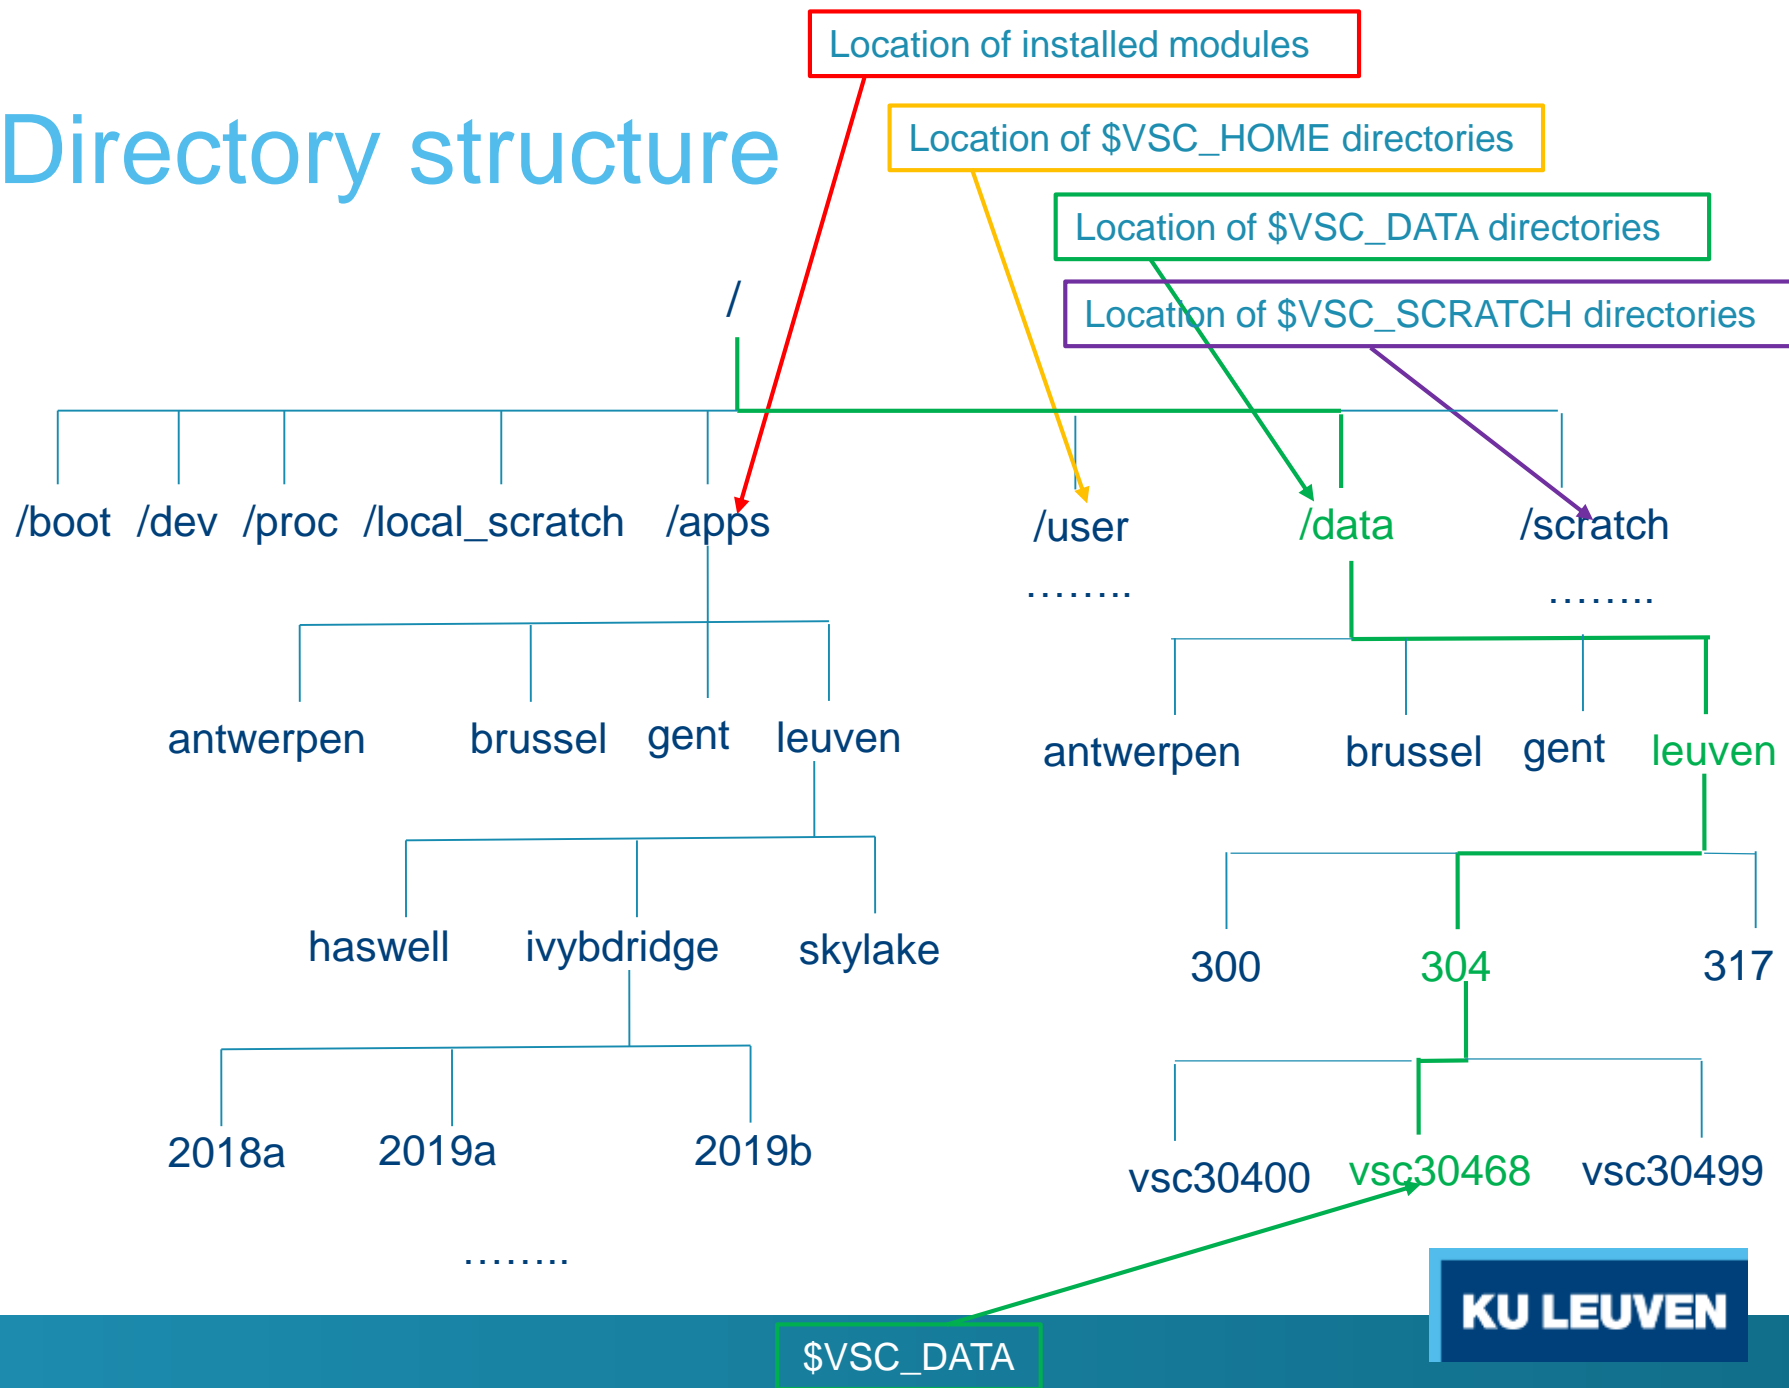 Location of installed modules
Directory structure
Location of $VSC_HOME directories
Location of $VSC_DATA directories
/
Location of $VSC_SCRATCH directories
/boot /dev /proc /local_scratch /apps /user /data /scratch
........ ........
antwerpen brussel gent leuven antwerpen brussel gent leuven
haswell ivybdridge skylake 300 304 317
2018a 2019a 2019b vsc30400 vsc30468 vsc30499
........
KU LEUVEN
$VSC_DATA